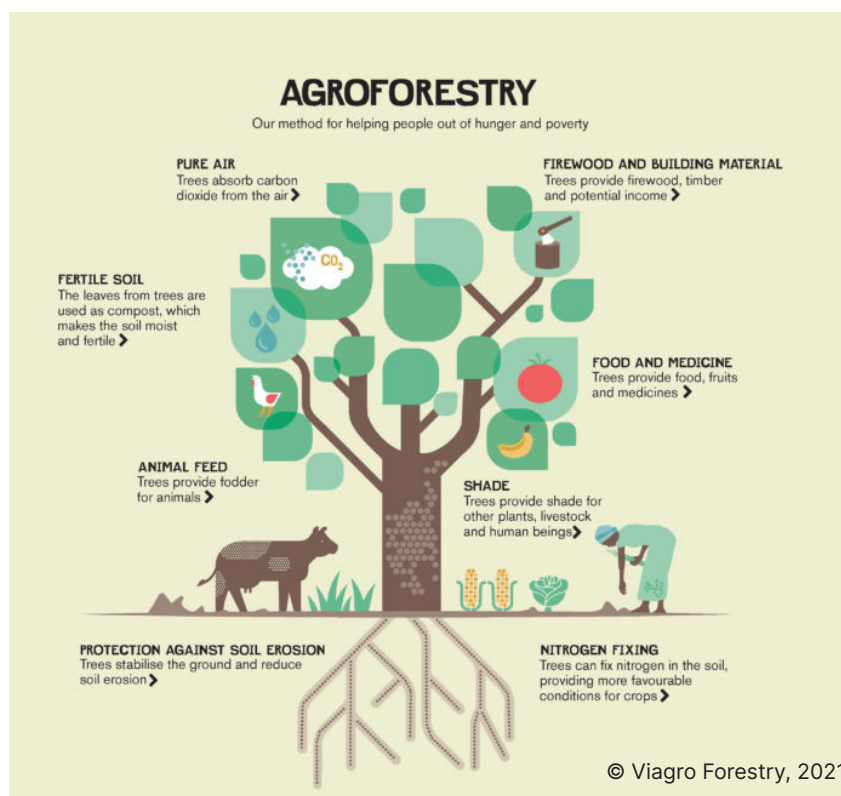 AGROFORESTRY
Our method for helping people out of hunger and poverty
PURE AIR
Trees absorb carbon
dioxide from the air
FIREWOOD AND BUILDING MATERIAL
Trees provide firewood, timber
and potential income
CO2
FERTILE SOIL
The leaves from trees are
used as compost, which
makes the soil moist
and fertile
FOOD AND MEDICINE
Trees provide food, fruits
and medicines
ANIMAL FEED
Trees provide fodder
for animals
SHADE
Trees provide shade for
other plants, livestock
and human beings
PROTECTION AGAINST SOIL EROSION
Trees stabilise the ground and reduce
soil erosion
NITROGEN FIXING
Trees can fix nitrogen in the soil,
providing more favourable
conditions for crops
© Viagro Forestry, 2021